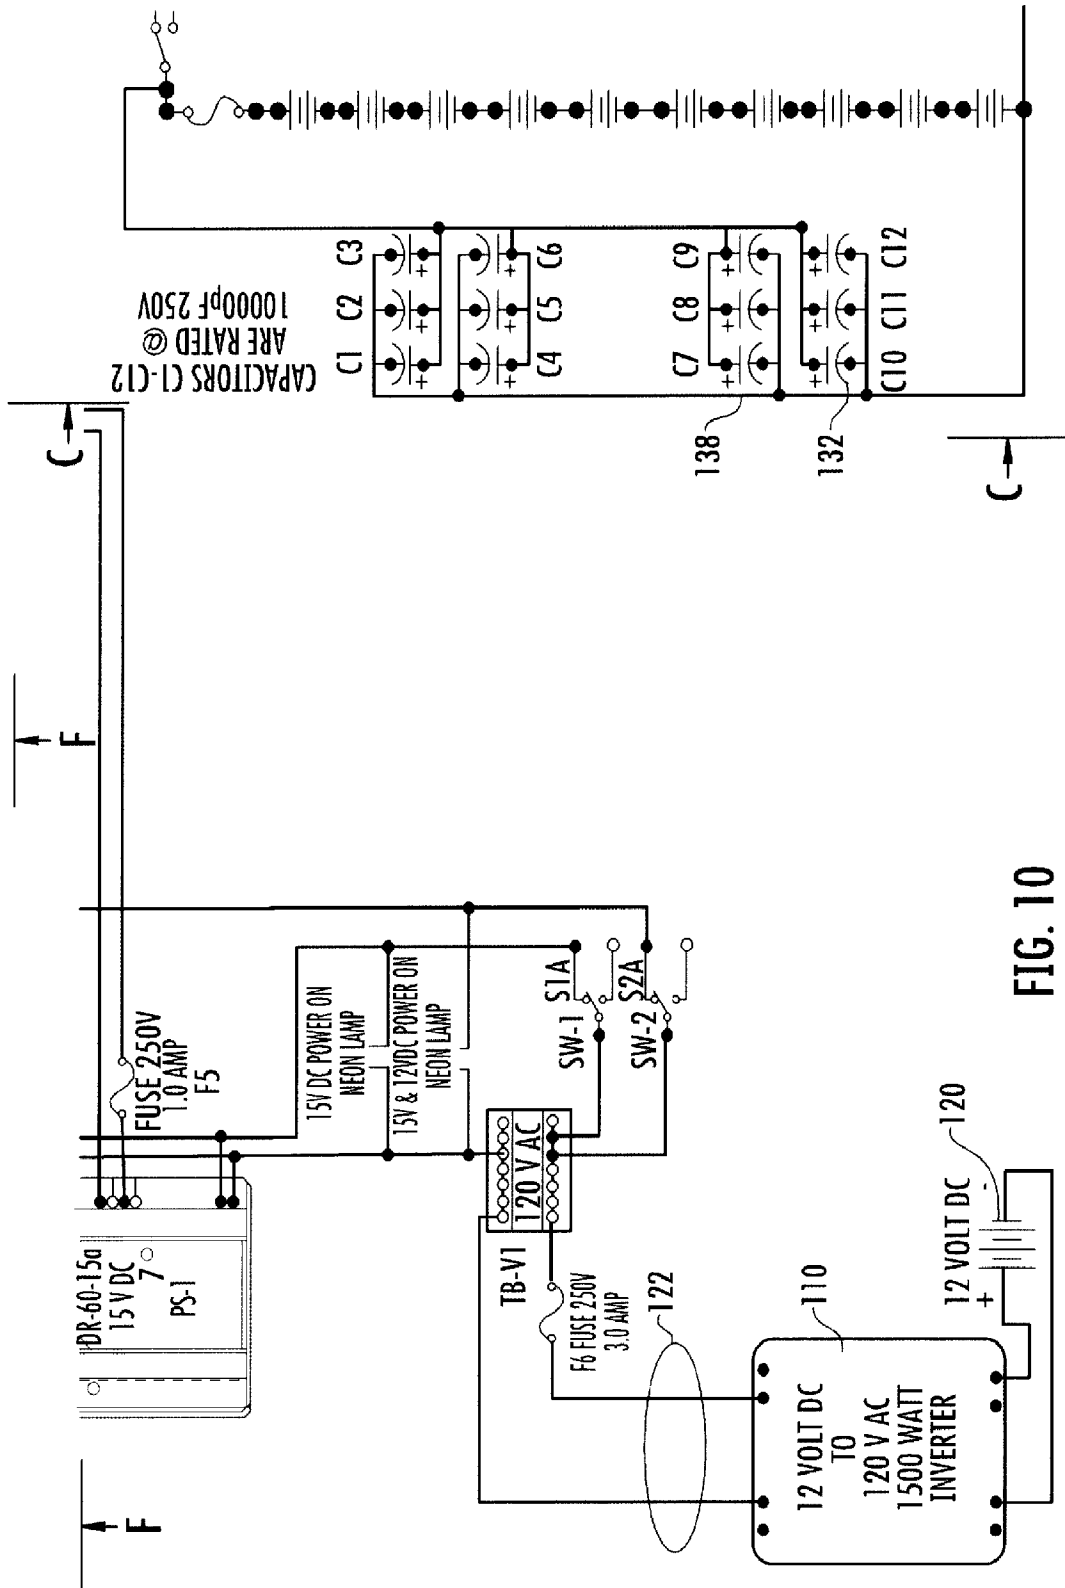 F
DR-60-15a
15 V DC
7
PS-1
FUSE 250V
1.0 AMP
F5
F
C
15V DC POWER ON
NEON LAMP
15V & 12VDC POWER ON
NEON LAMP
120 V AC
TB-V1
F6 FUSE 250V
3.0 AMP
SW-1
S1A
SW-2
S2A
122
110
12 VOLT DC
TO
120 V AC
1500 WATT
INVERTER
12 VOLT DC
+
-
120
CAPACITORS C1-C12
ARE RATED @
10000pF 250V
C1 C2 C3
+ + +
+ + +
C4 C5 C6
C7 C8 C9
+ + +
+ + +
C10 C11 C12
138
132
C
FIG. 10